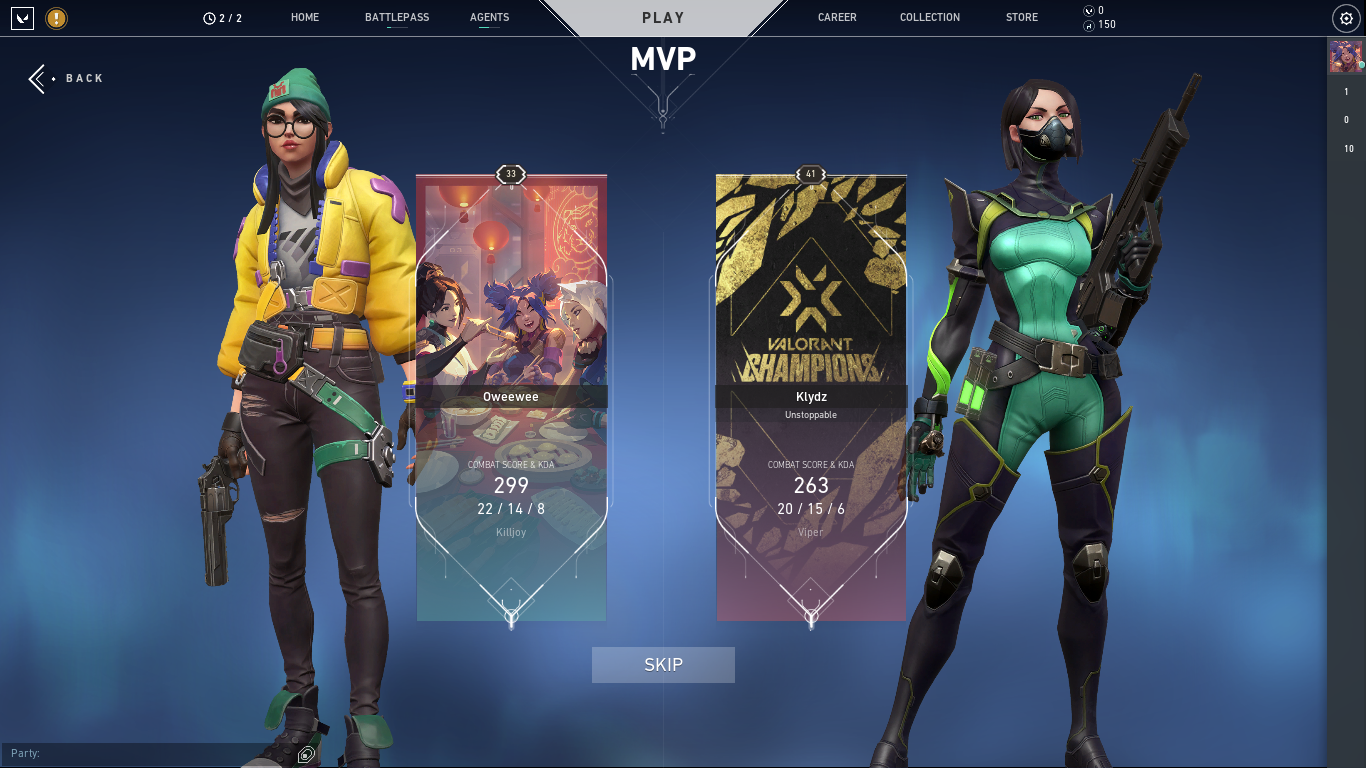 2 / 2
HOME
BATTLEPASS
AGENTS
PLAY
CAREER
COLLECTION
STORE
0
150
BACK
MVP
1
0
10
33
41
VALORANT
CHAMPIONS
Oweewee
Klydz
Unstoppable
COMBAT SCORE & KDA
299
22 / 14 / 8
Killjoy
COMBAT SCORE & KDA
263
20 / 15 / 6
Viper
SKIP
Party: